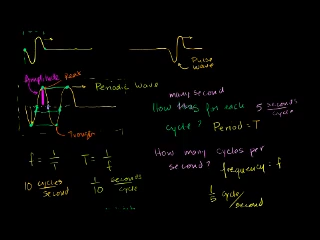 Pulse
wave
Amplitude
Peak
Periodic Wave
many second
How long for each 5 seconds/cycle
cycle? Period = T
Trough
How many cycles per
second? frequency = f
f = 1/T T = 1/f
10 cycles/second 1/10 seconds/cycle
1/5 cycle/second